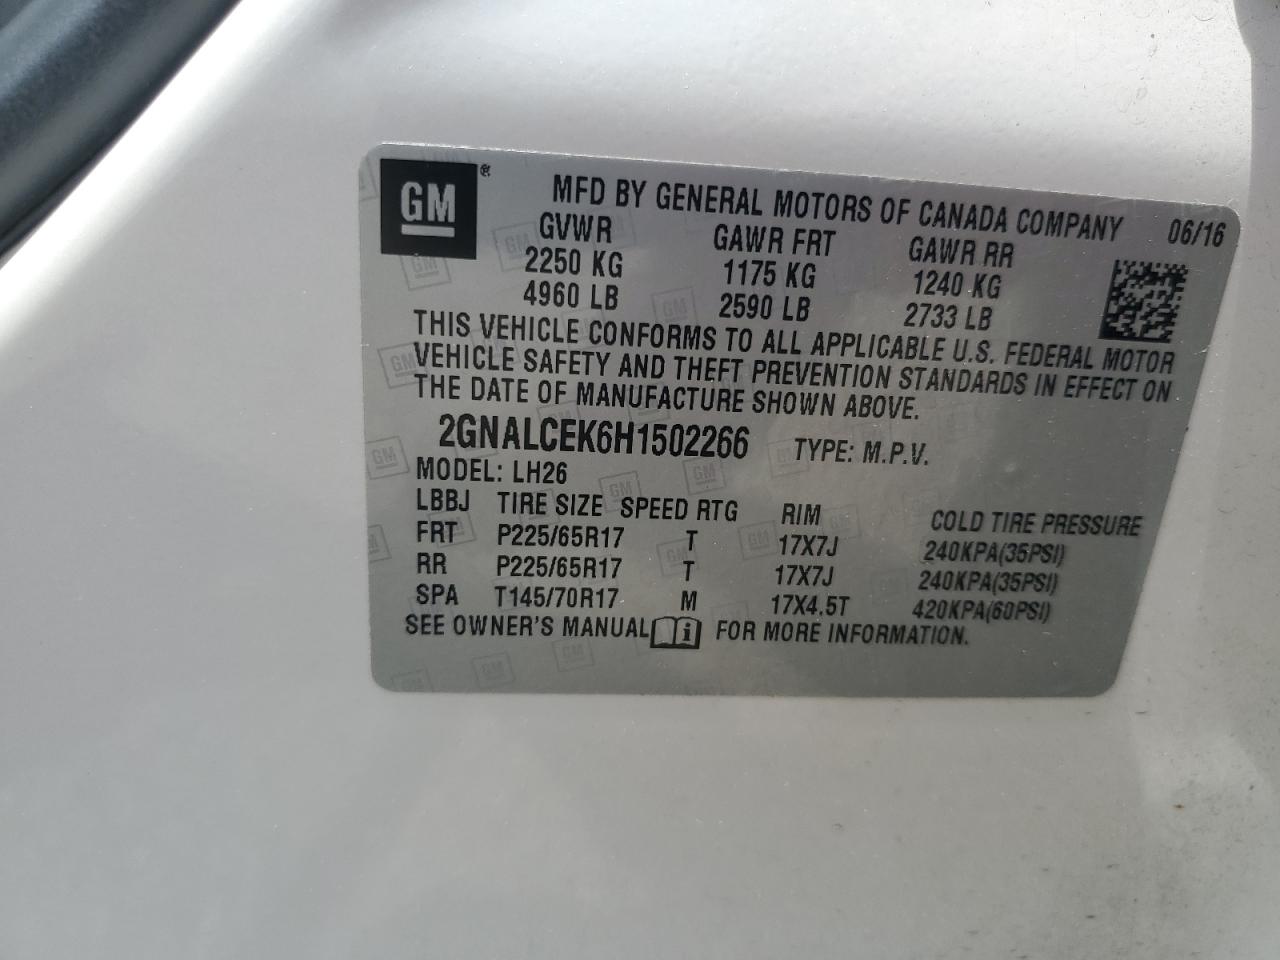 GM®
MFD BY GENERAL MOTORS OF CANADA COMPANY 06/16
GVWR GAWR FRT GAWR RR
2250 KG 1175 KG 1240 KG
4960 LB 2590 LB 2733 LB
THIS VEHICLE CONFORMS TO ALL APPLICABLE U.S. FEDERAL MOTOR
VEHICLE SAFETY AND THEFT PREVENTION STANDARDS IN EFFECT ON
THE DATE OF MANUFACTURE SHOWN ABOVE.
2GNALCEK6H1502266 TYPE: M.P.V.
MODEL: LH26
LBBJ TIRE SIZE SPEED RTG RIM COLD TIRE PRESSURE
FRT P225/65R17 T 17X7J 240KPA(35PSI)
RR P225/65R17 T 17X7J 240KPA(35PSI)
SPA T145/70R17 M 17X4.5T 420KPA(60PSI)
SEE OWNER'S MANUAL FOR MORE INFORMATION.